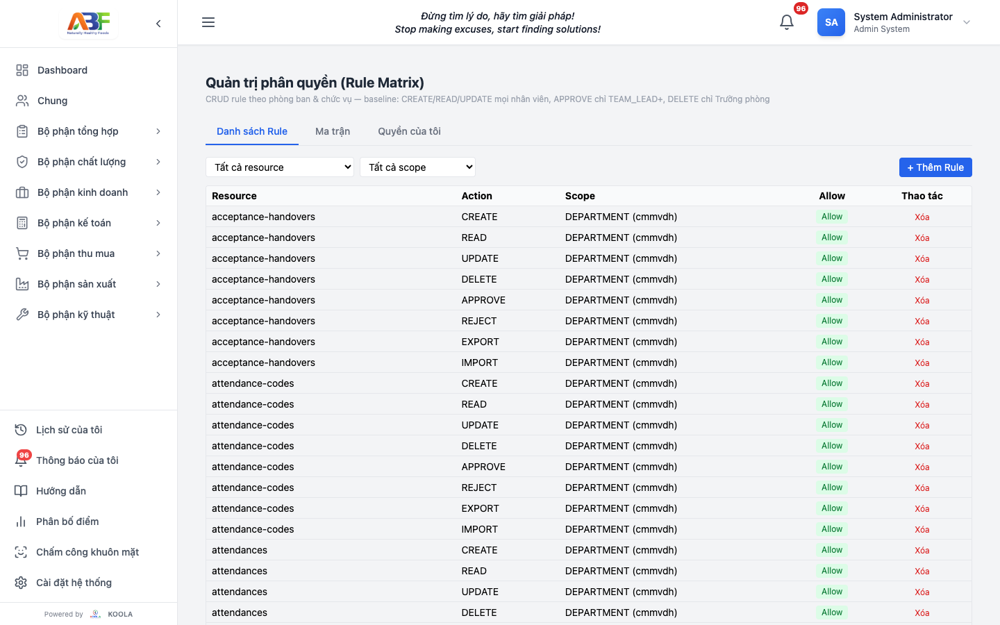 ABF
Naturally Healthy Foods
Dashboard
Chung
Bộ phận tổng hợp
Bộ phận chất lượng
Bộ phận kinh doanh
Bộ phận kế toán
Bộ phận thu mua
Bộ phận sản xuất
Bộ phận kỹ thuật
Lịch sử của tôi
96
Thông báo của tôi
Hướng dẫn
Phân bố điểm
Chấm công khuôn mặt
Cài đặt hệ thống
Powered by KOOLA
Đừng tìm lý do, hãy tìm giải pháp!
Stop making excuses, start finding solutions!
96
SA
System Administrator
Admin System
Quản trị phân quyền (Rule Matrix)
CRUD rule theo phòng ban & chức vụ — baseline: CREATE/READ/UPDATE mọi nhân viên, APPROVE chỉ TEAM_LEAD+, DELETE chỉ Trưởng phòng
Danh sách Rule Ma trận Quyền của tôi
Tất cả resource Tất cả scope + Thêm Rule
Resource Action Scope Allow Thao tác
acceptance-handovers CREATE DEPARTMENT (cmmvdh) Allow Xóa
acceptance-handovers READ DEPARTMENT (cmmvdh) Allow Xóa
acceptance-handovers UPDATE DEPARTMENT (cmmvdh) Allow Xóa
acceptance-handovers DELETE DEPARTMENT (cmmvdh) Allow Xóa
acceptance-handovers APPROVE DEPARTMENT (cmmvdh) Allow Xóa
acceptance-handovers REJECT DEPARTMENT (cmmvdh) Allow Xóa
acceptance-handovers EXPORT DEPARTMENT (cmmvdh) Allow Xóa
acceptance-handovers IMPORT DEPARTMENT (cmmvdh) Allow Xóa
attendance-codes CREATE DEPARTMENT (cmmvdh) Allow Xóa
attendance-codes READ DEPARTMENT (cmmvdh) Allow Xóa
attendance-codes UPDATE DEPARTMENT (cmmvdh) Allow Xóa
attendance-codes DELETE DEPARTMENT (cmmvdh) Allow Xóa
attendance-codes APPROVE DEPARTMENT (cmmvdh) Allow Xóa
attendance-codes REJECT DEPARTMENT (cmmvdh) Allow Xóa
attendance-codes EXPORT DEPARTMENT (cmmvdh) Allow Xóa
attendance-codes IMPORT DEPARTMENT (cmmvdh) Allow Xóa
attendances CREATE DEPARTMENT (cmmvdh) Allow Xóa
attendances READ DEPARTMENT (cmmvdh) Allow Xóa
attendances UPDATE DEPARTMENT (cmmvdh) Allow Xóa
attendances DELETE DEPARTMENT (cmmvdh) Allow Xóa